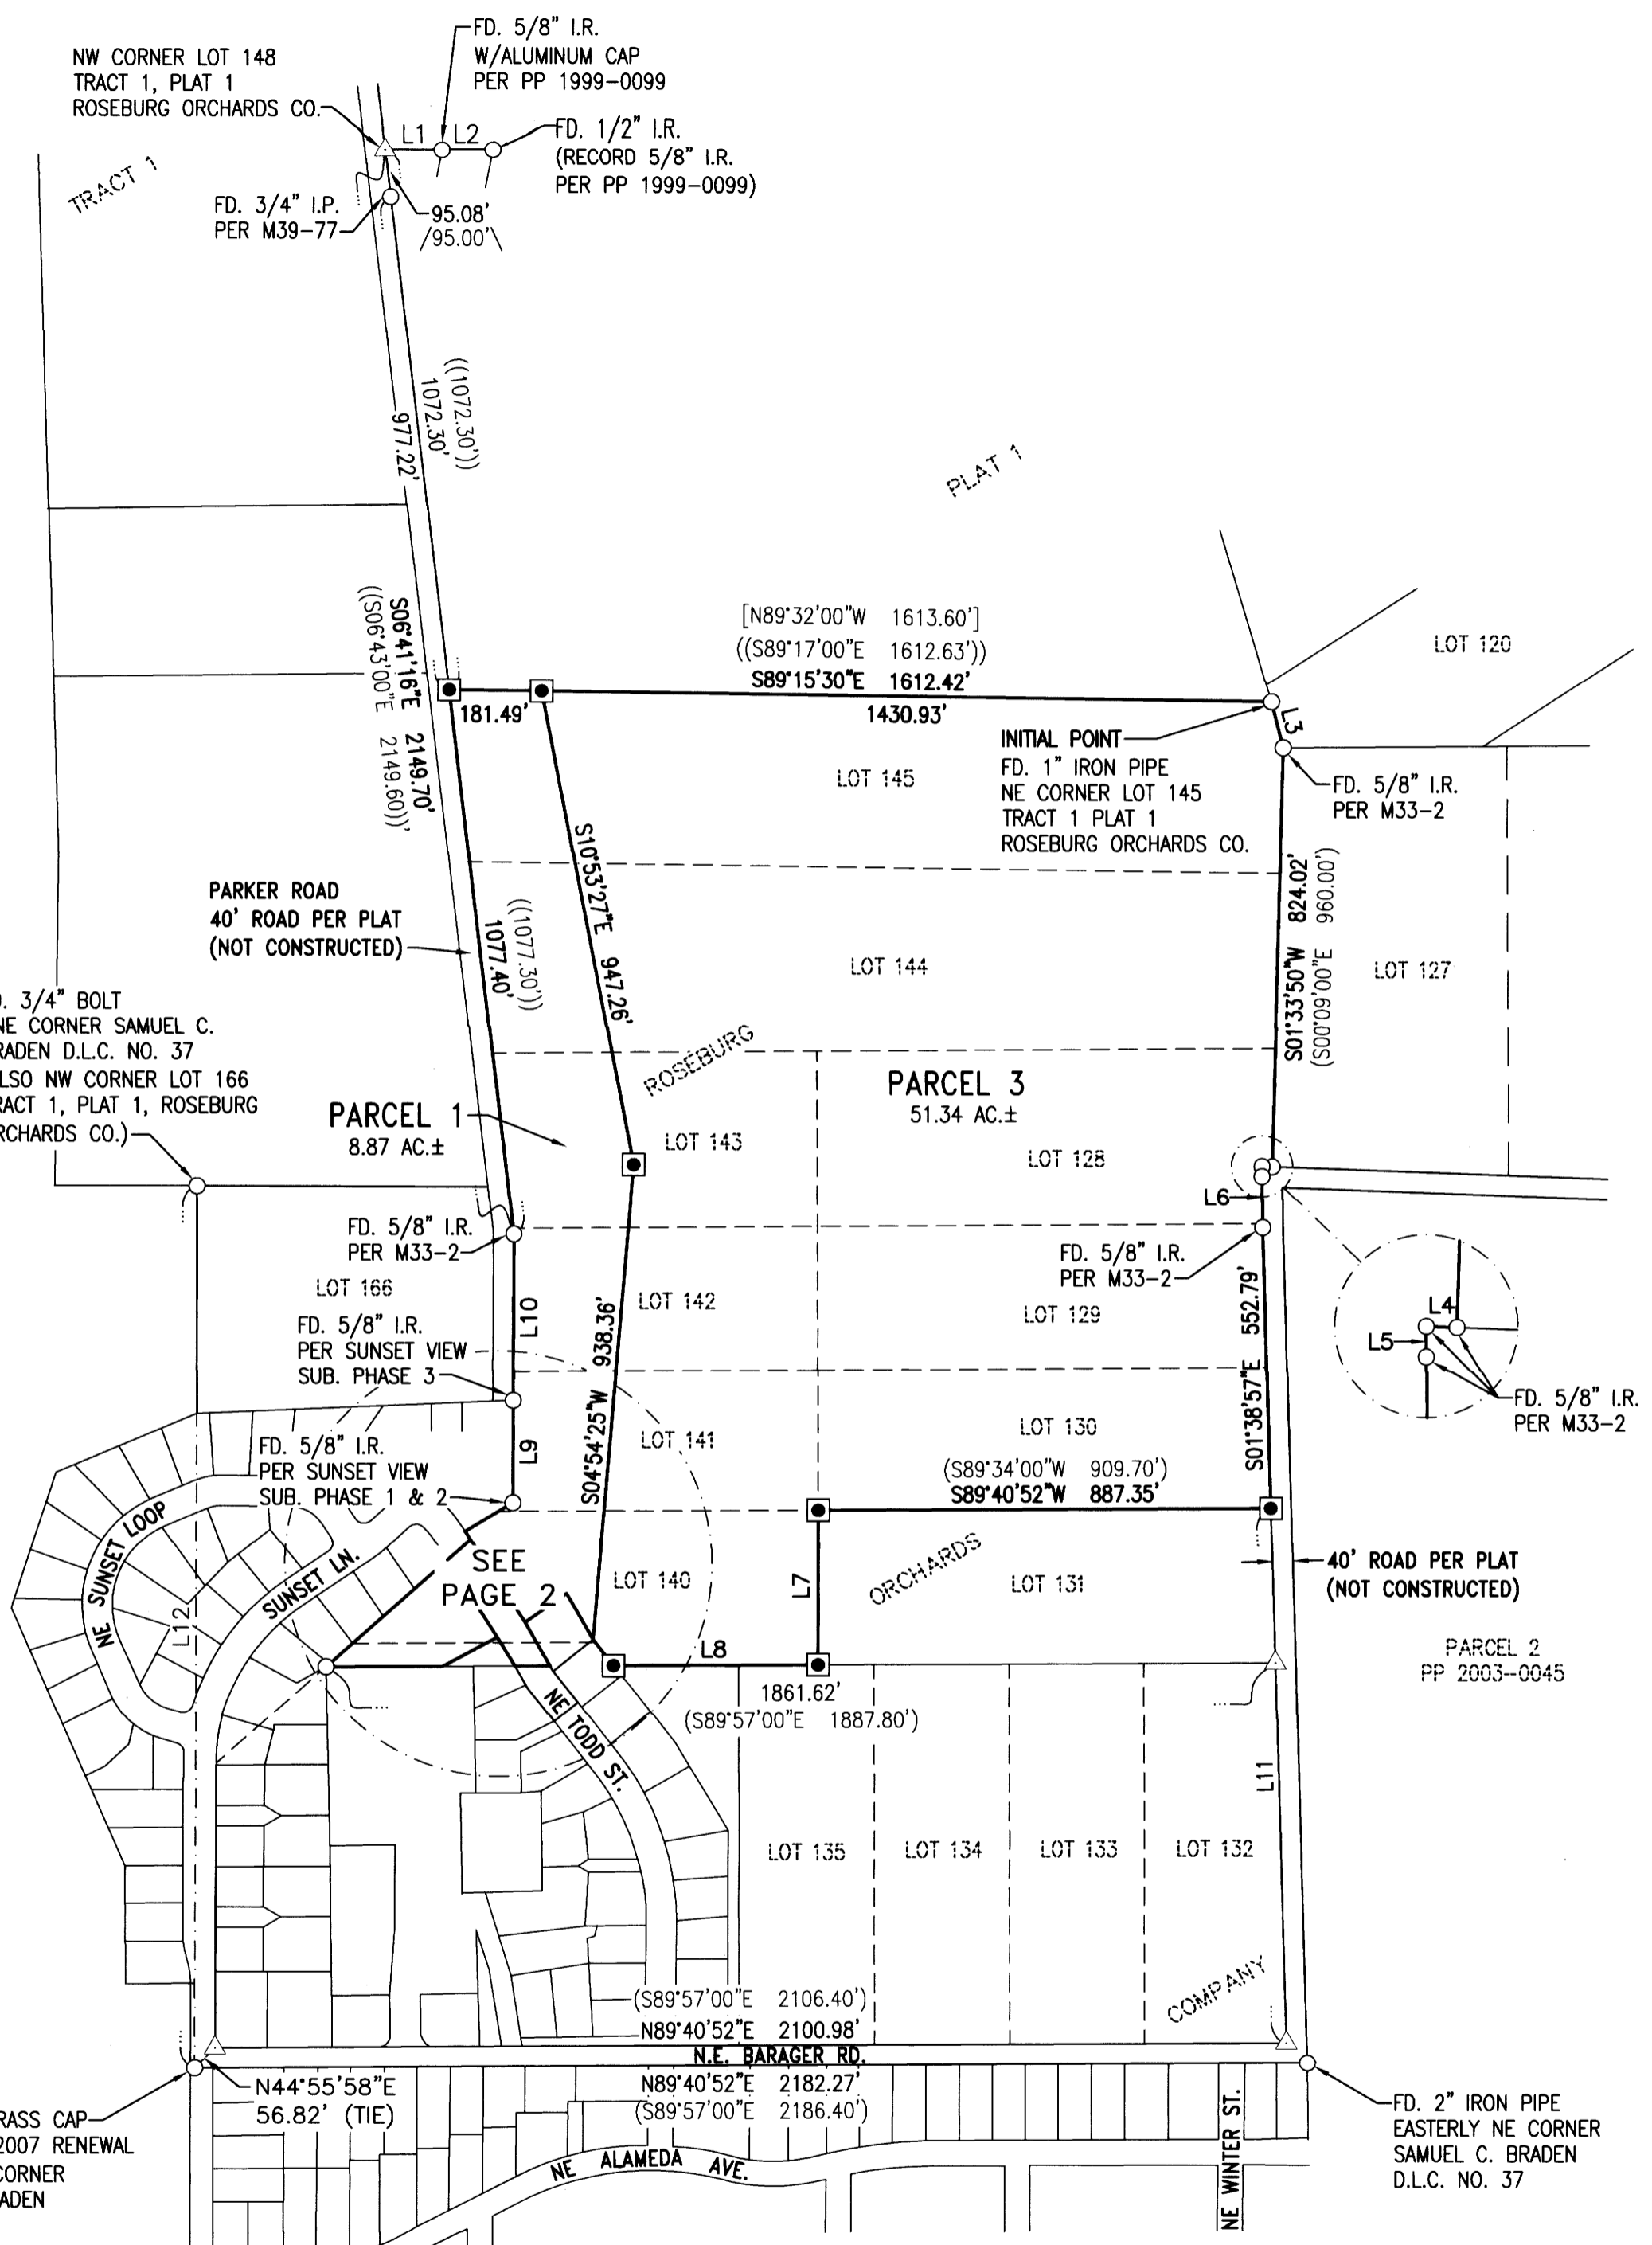 FD. 5/8" I.R.
W/ALUMINUM CAP
PER PP 1999-0099
NW CORNER LOT 148
TRACT 1, PLAT 1
ROSEBURG ORCHARDS CO.
L1
L2
FD. 1/2" I.R.
(RECORD 5/8" I.R.
PER PP 1999-0099)
TRACT 1
FD. 3/4" I.P.
PER M39-77
95.08'
/95.00'\
((1072.30'))
1072.30'
977.22'
PLAT 1
S06°41'16"E 2149.70'
((S06°43'00"E 2149.60))'
[N89°32'00"W 1613.60']
((S89°17'00"E 1612.63'))
S89°15'30"E 1612.42'
181.49'
1430.93'
LOT 120
L3
INITIAL POINT
FD. 1" IRON PIPE
NE CORNER LOT 145
TRACT 1 PLAT 1
ROSEBURG ORCHARDS CO.
LOT 145
FD. 5/8" I.R.
PER M33-2
S10°53'27"E 947.26'
PARKER ROAD
40' ROAD PER PLAT
(NOT CONSTRUCTED)
((1077.30'))
1077.40'
S01°33'50"W 824.02'
(S00°09'00"E 960.00')
LOT 144
LOT 127
. 3/4" BOLT
NE CORNER SAMUEL C.
RADEN D.L.C. NO. 37
LSO NW CORNER LOT 166
RACT 1, PLAT 1, ROSEBURG
RCHARDS CO.)
ROSEBURG
PARCEL 3
51.34 AC.±
PARCEL 1
8.87 AC.±
LOT 143
LOT 128
L6
FD. 5/8" I.R.
PER M33-2
FD. 5/8" I.R.
PER M33-2
LOT 166
L10
LOT 142
LOT 129
S04°54'25"W 938.36'
S01°38'57"E 552.79'
L4
L5
FD. 5/8" I.R.
PER M33-2
FD. 5/8" I.R.
PER SUNSET VIEW
SUB. PHASE 3
L9
LOT 141
LOT 130
FD. 5/8" I.R.
PER SUNSET VIEW
SUB. PHASE 1 & 2
(S89°34'00"W 909.70')
S89°40'52"W 887.35'
NE SUNSET LOOP
SUNSET LN.
SEE
PAGE 2
LOT 140
L7
ORCHARDS
LOT 131
40' ROAD PER PLAT
(NOT CONSTRUCTED)
L12
L8
PARCEL 2
PP 2003-0045
1861.62'
(S89°57'00"E 1887.80')
NE TODD ST.
L11
LOT 135
LOT 134
LOT 133
LOT 132
COMPANY
(S89°57'00"E 2106.40')
N89°40'52"E 2100.98'
N.E. BARAGER RD.
N89°40'52"E 2182.27'
(S89°57'00"E 2186.40')
N44°55'58"E
56.82' (TIE)
RASS CAP
2007 RENEWAL
CORNER
ADEN
NE ALAMEDA AVE.
NE WINTER ST.
FD. 2" IRON PIPE
EASTERLY NE CORNER
SAMUEL C. BRADEN
D.L.C. NO. 37